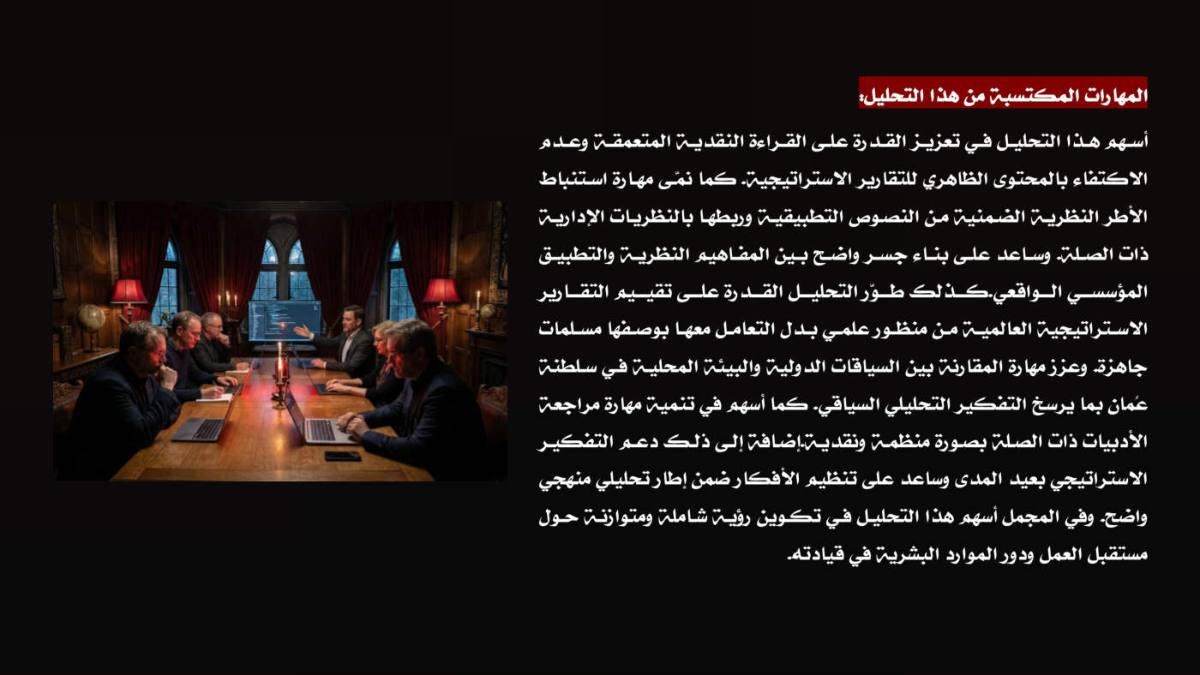 المهارات المكتسبة من هذا التحليل:
أسهم هذا التحليل في تعزيز القدرة على القراءة النقدية المتعمقة وعدم
الاكتفاء بالمحتوى الظاهري للتقارير الاستراتيجية. كما نمّى مهارة استنباط
الأطر النظرية الضمنية من النصوص التطبيقية وربطها بالنظريات الإدارية
ذات الصلة. وساعد على بناء جسر واضح بين المفاهيم النظرية والتطبيق
المؤسسي الواقعي.كذلك طوّر التحليل القدرة على تقييم التقارير
الاستراتيجية العالمية من منظور علمي بدل التعامل معها بوصفها مسلمات
جاهزة. وعزز مهارة المقارنة بين السياقات الدولية والبيئة المحلية في سلطنة
عُمان بما يرسخ التفكير التحليلي السياقي. كما أسهم في تنمية مهارة مراجعة
الأدبيات ذات الصلة بصورة منظمة ونقدية.إضافة إلى ذلك دعم التفكير
الاستراتيجي بعيد المدى وساعد على تنظيم الأفكار ضمن إطار تحليلي منهجي
واضح. وفي المجمل أسهم هذا التحليل في تكوين رؤية شاملة ومتوازنة حول
مستقبل العمل ودور الموارد البشرية في قيادته.